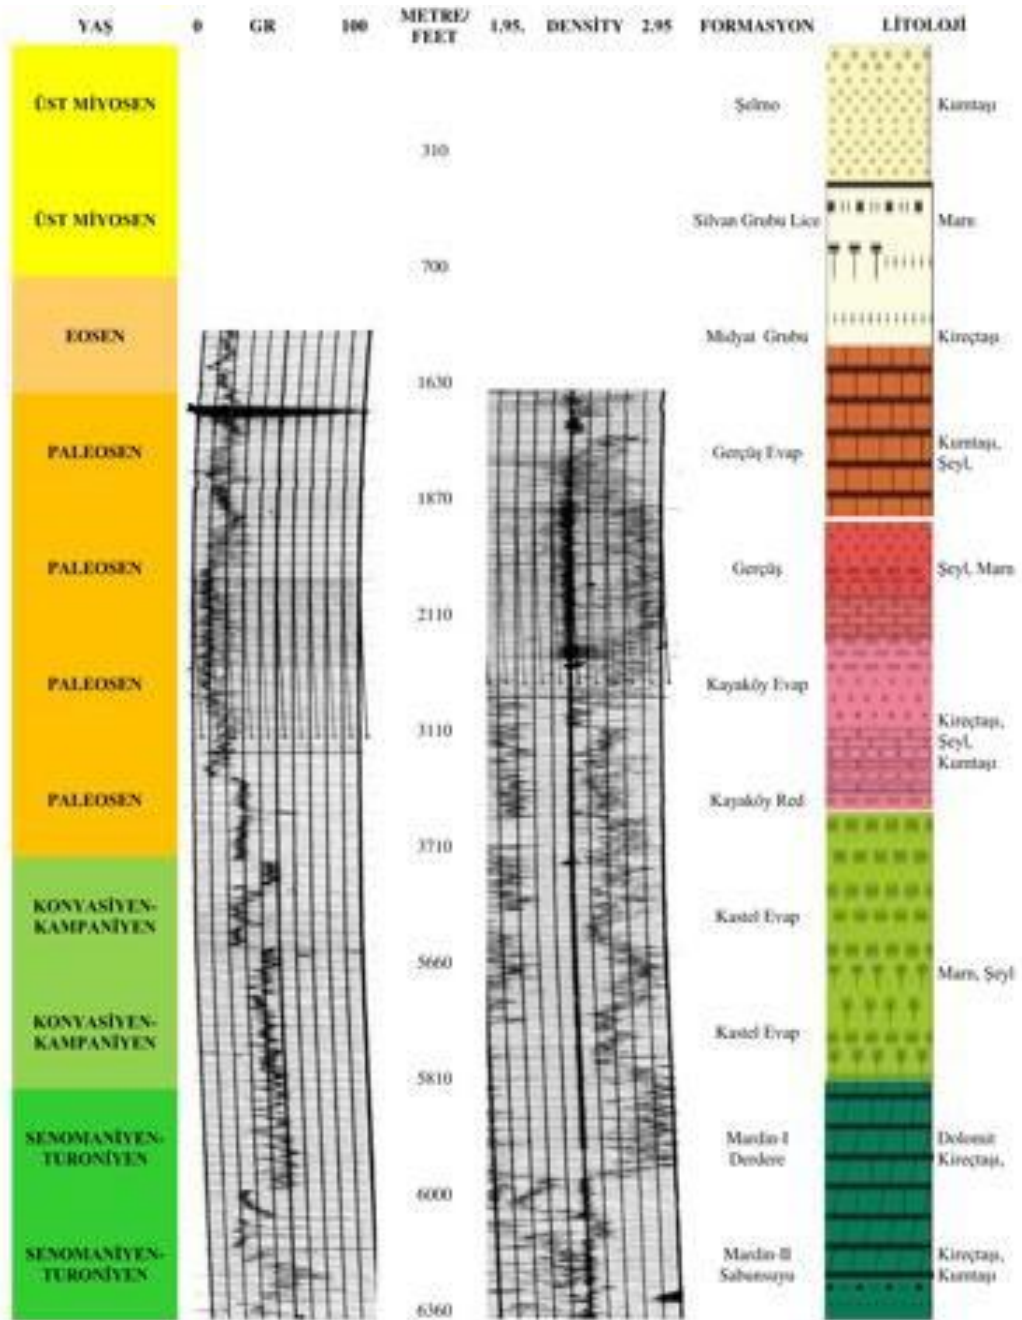 YAŞ 0 GR 100 METRE/ FEET 1.95. DENSİTY 2.95 FORMASYON LİTOLOJİ
ÜST MİYOSEN Şelmo Kumtaşı
310
ÜST MİYOSEN Silvan Grubu Lice Marn
700
EOSEN Midyat Grubu Kireçtaşı
1630
PALEOSEN Gerçüş Evap Kumtaşı,
Şeyl,
1870
PALEOSEN Gerçüş Şeyl, Marn
2110
PALEOSEN Kayaköy Evap
3110 Kireçtaşı,
Şeyl,
Kumtaşı
PALEOSEN Kayaköy Red
3710
KONYASİYEN-
KAMPANİYEN Kastel Evap
5660 Marn, Şeyl
KONYASİYEN-
KAMPANİYEN Kastel Evap
5810
SENOMANİYEN- Mardin-I Dolomit
TURONİYEN Derdere Kireçtaşı,
6000
SENOMANİYEN- Mardin-II Kireçtaşı,
TURONİYEN Sabunsuyu Kumtaşı
6360